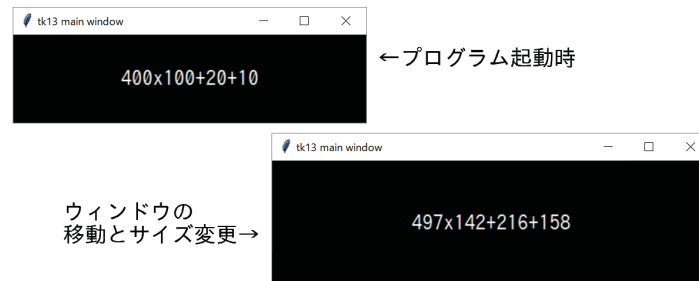 tk13 main window
400x100+20+10
←プログラム起動時
tk13 main window
497x142+216+158
ウィンドウの
移動とサイズ変更→